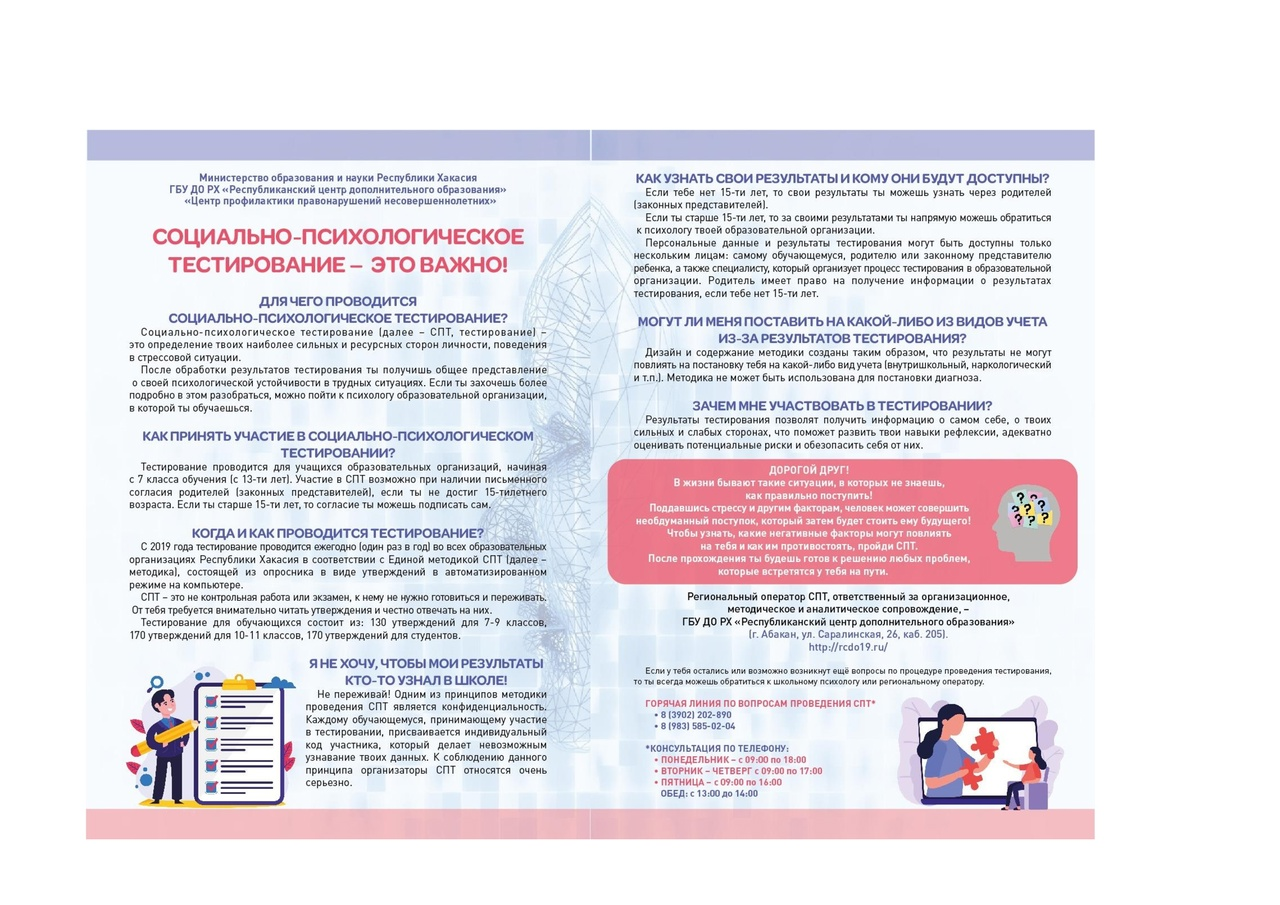 Министерство образования и науки Республики Хакасия
ГБУ ДО РХ «Республиканский центр дополнительного образования»
«Центр профилактики правонарушений несовершеннолетних»
СОЦИАЛЬНО-ПСИХОЛОГИЧЕСКОЕ
ТЕСТИРОВАНИЕ – ЭТО ВАЖНО!
ДЛЯ ЧЕГО ПРОВОДИТСЯ
СОЦИАЛЬНО-ПСИХОЛОГИЧЕСКОЕ ТЕСТИРОВАНИЕ?
Социально-психологическое тестирование (далее – СПТ, тестирование) –
это определение твоих наиболее сильных и ресурсных сторон личности, поведения
в стрессовой ситуации.
После обработки результатов тестирования ты получишь общее представление
о своей психологической устойчивости в трудных ситуациях. Если ты захочешь более
подробно в этом разобраться, можно пойти к психологу образовательной организации,
в которой ты обучаешься.
КАК ПРИНЯТЬ УЧАСТИЕ В СОЦИАЛЬНО-ПСИХОЛОГИЧЕСКОМ
ТЕСТИРОВАНИИ?
Тестирование проводится для учащихся образовательных организаций, начиная
с 7 класса обучения (с 13-ти лет). Участие в СПТ возможно при наличии письменного
согласия родителей (законных представителей), если ты не достиг 15-тилетнего
возраста. Если ты старше 15-ти лет, то согласие ты можешь подписать сам.
КОГДА И КАК ПРОВОДИТСЯ ТЕСТИРОВАНИЕ?
С 2019 года тестирование проводится ежегодно (один раз в год) во всех образовательных
организациях Республики Хакасия в соответствии с Единой методикой СПТ (далее –
методика), состоящей из опросника в виде утверждений в автоматизированном
режиме на компьютере.
СПТ – это не контрольная работа или экзамен, к нему не нужно готовиться и переживать.
От тебя требуется внимательно читать утверждения и честно отвечать на них.
Тестирование для обучающихся состоит из: 130 утверждений для 7-9 классов,
170 утверждений для 10-11 классов, 170 утверждений для студентов.
Я НЕ ХОЧУ, ЧТОБЫ МОИ РЕЗУЛЬТАТЫ
КТО-ТО УЗНАЛ В ШКОЛЕ!
Не переживай! Одним из принципов методики
проведения СПТ является конфиденциальность.
Каждому обучающемуся, принимающему участие
в тестировании, присваивается индивидуальный
код участника, который делает невозможным
узнавание твоих данных. К соблюдению данного
принципа организаторы СПТ относятся очень
серьезно.
КАК УЗНАТЬ СВОИ РЕЗУЛЬТАТЫ И КОМУ ОНИ БУДУТ ДОСТУПНЫ?
Если тебе нет 15-ти лет, то свои результаты ты можешь узнать через родителей
(законных представителей).
Если ты старше 15-ти лет, то за своими результатами ты напрямую можешь обратиться
к психологу твоей образовательной организации.
Персональные данные и результаты тестирования могут быть доступны только
нескольким лицам: самому обучающемуся, родителю или законному представителю
ребенка, а также специалисту, который организует процесс тестирования в образовательной
организации. Родитель имеет право на получение информации о результатах
тестирования, если тебе нет 15-ти лет.
МОГУТ ЛИ МЕНЯ ПОСТАВИТЬ НА КАКОЙ-ЛИБО ИЗ ВИДОВ УЧЕТА
ИЗ-ЗА РЕЗУЛЬТАТОВ ТЕСТИРОВАНИЯ?
Дизайн и содержание методики созданы таким образом, что результаты не могут
повлиять на постановку тебя на какой-либо вид учета (внутришкольный, наркологический
и т.п.). Методика не может быть использована для постановки диагноза.
ЗАЧЕМ МНЕ УЧАСТВОВАТЬ В ТЕСТИРОВАНИИ?
Результаты тестирования позволят получить информацию о самом себе, о твоих
сильных и слабых сторонах, что поможет развить твои навыки рефлексии, адекватно
оценивать потенциальные риски и обезопасить себя от них.
ДОРОГОЙ ДРУГ!
В жизни бывают такие ситуации, в которых не знаешь,
как правильно поступить!
Поддавшись стрессу и другим факторам, человек может совершить
необдуманный поступок, который затем будет стоить ему будущего!
Чтобы узнать, какие негативные факторы могут повлиять
на тебя и как им противостоять, пройди СПТ.
После прохождения ты будешь готов к решению любых проблем,
которые встретятся у тебя на пути.
? ? ? ? ? ? ?
Региональный оператор СПТ, ответственный за организационное,
методическое и аналитическое сопровождение, –
ГБУ ДО РХ «Республиканский центр дополнительного образования»
(г. Абакан, ул. Саралинская, 26, каб. 205).
http://rcdo19.ru/
Если у тебя остались или возможно возникнут ещё вопросы по процедуре проведения тестирования,
то ты всегда можешь обратиться к школьному психологу или региональному оператору.
ГОРЯЧАЯ ЛИНИЯ ПО ВОПРОСАМ ПРОВЕДЕНИЯ СПТ*
• 8 (3902) 202-890
• 8 (983) 585-02-04
*КОНСУЛЬТАЦИЯ ПО ТЕЛЕФОНУ:
• ПОНЕДЕЛЬНИК – с 09:00 по 18:00
• ВТОРНИК – ЧЕТВЕРГ с 09:00 по 17:00
• ПЯТНИЦА – с 09:00 по 16:00
ОБЕД: с 13:00 до 14:00